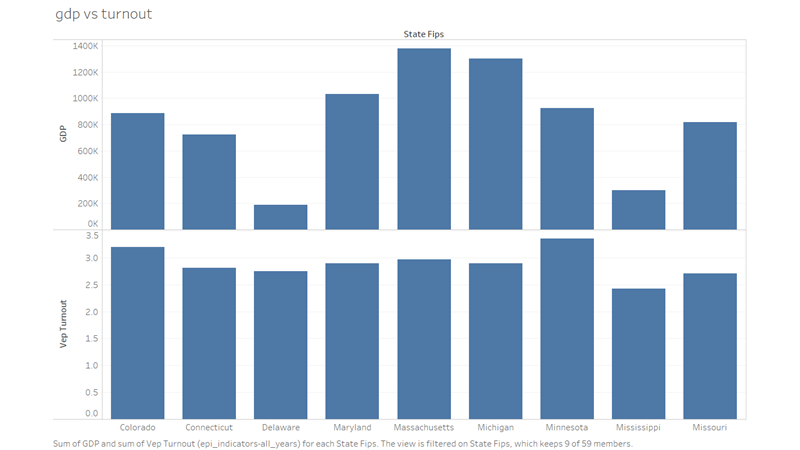 gdp vs turnout
State Fips
GDP
1400K
1200K
1000K
800K
600K
400K
200K
0K
Vep Turnout
3.5
3.0
2.5
2.0
1.5
1.0
0.5
0.0
Colorado Connecticut Delaware Maryland Massachusetts Michigan Minnesota Mississippi Missouri
Sum of GDP and sum of Vep Turnout (epi_indicators-all_years) for each State Fips. The view is filtered on State Fips, which keeps 9 of 59 members.